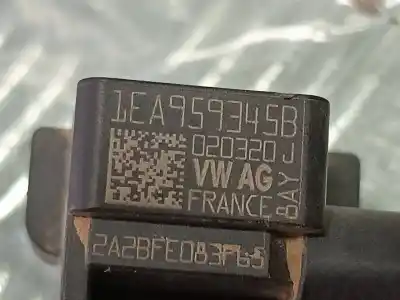 1EA959345B
020320 J
VW AG
FRANCE
BAY
2A2BFE083F65